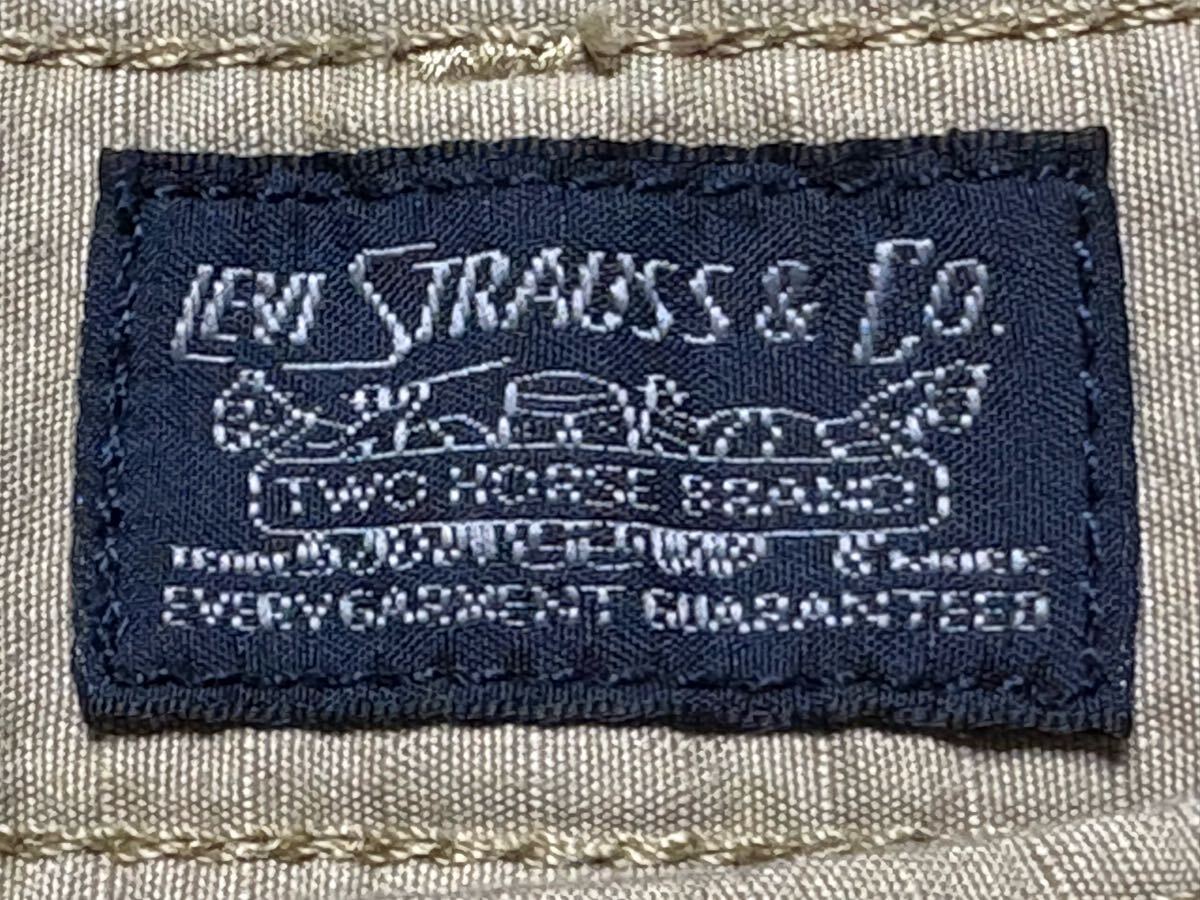 LEVI STRAUSS & CO.
TWO HORSE BRAND
EVERY GARMENT GUARANTEED